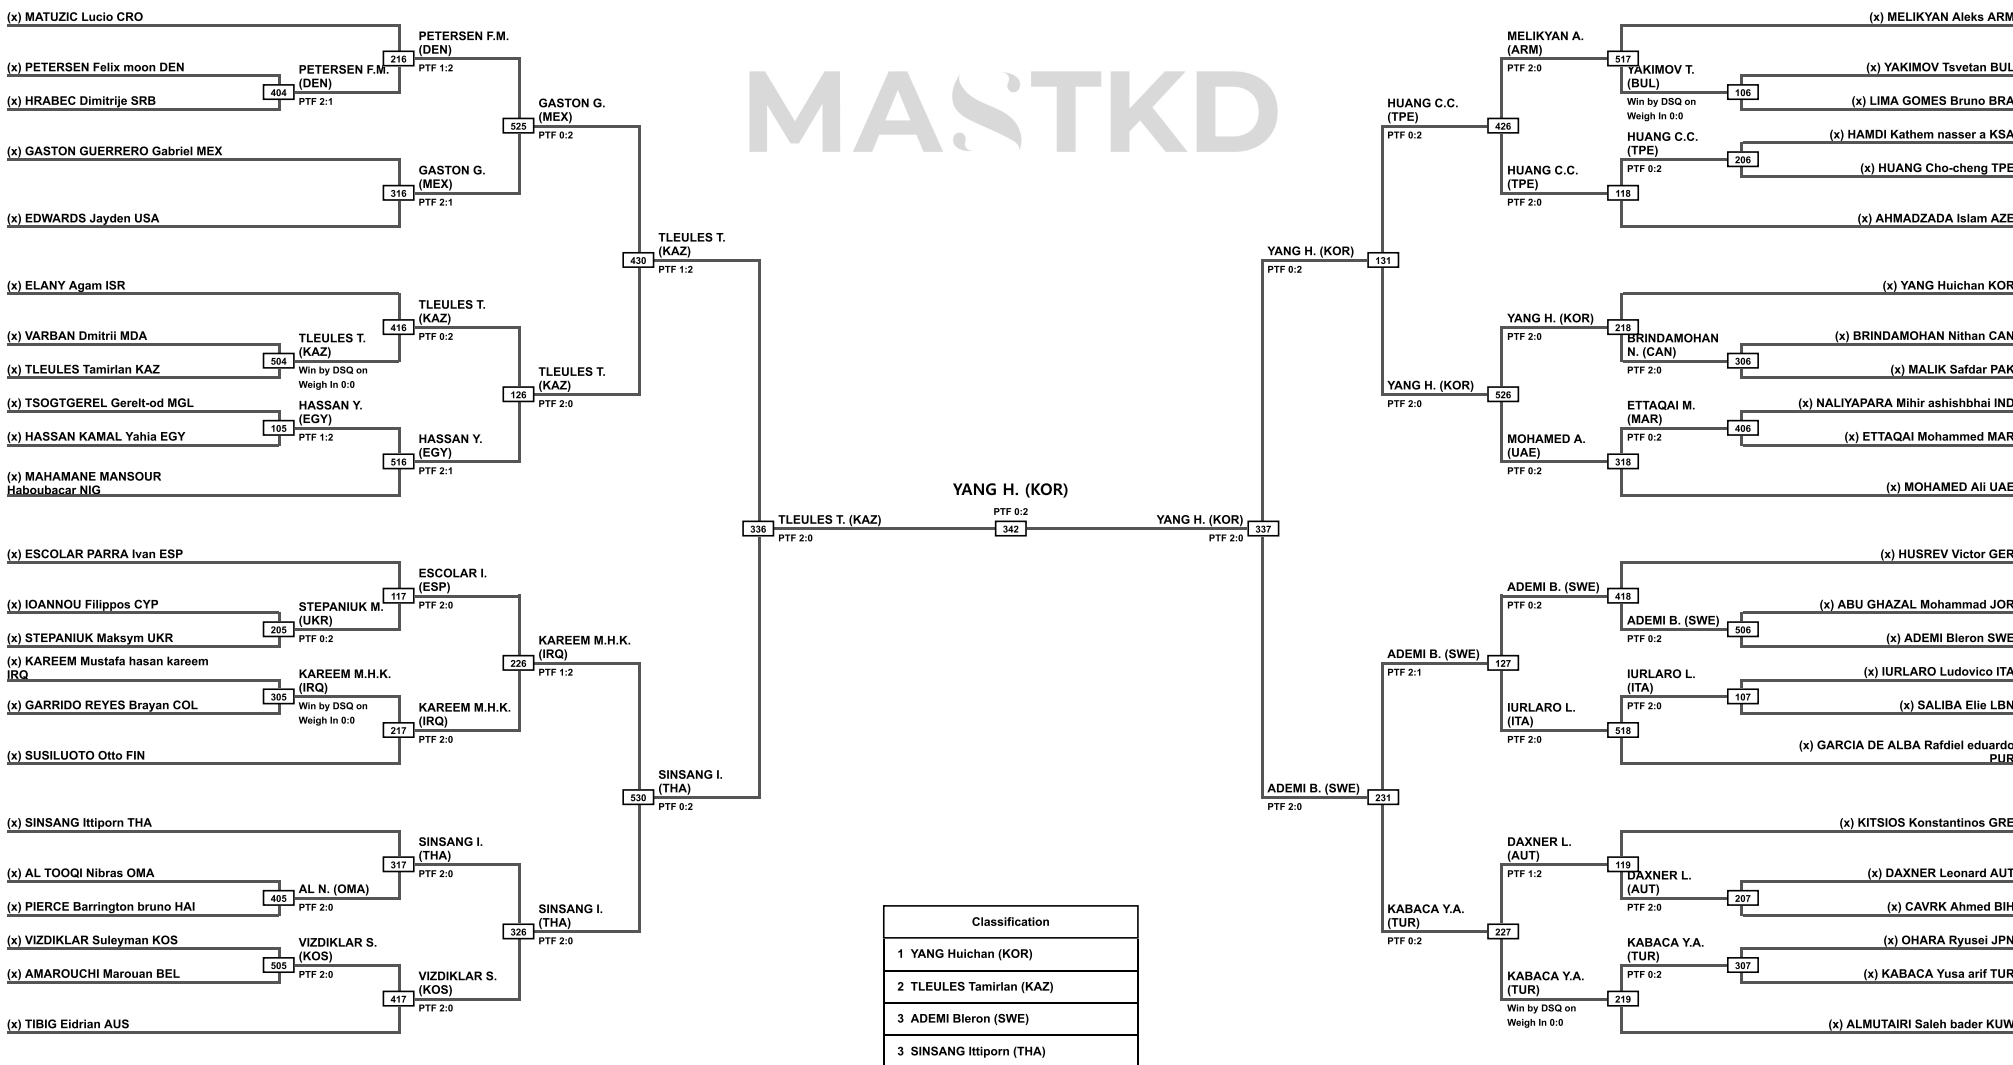 (x) MATUZIC Lucio CRO
(x) PETERSEN Felix moon DEN
(x) HRABEC Dimitrije SRB
(x) GASTON GUERRERO Gabriel MEX
(x) EDWARDS Jayden USA
(x) ELANY Agam ISR
(x) VARBAN Dmitrii MDA
(x) TLEULES Tamirlan KAZ
(x) TSOGTGEREL Gerelt-od MGL
(x) HASSAN KAMAL Yahia EGY
(x) MAHAMANE MANSOUR
Haboubacar NIG
(x) ESCOLAR PARRA Ivan ESP
(x) IOANNOU Filippos CYP
(x) STEPANIUK Maksym UKR
(x) KAREEM Mustafa hasan kareem
IRQ
(x) GARRIDO REYES Brayan COL
(x) SUSILUOTO Otto FIN
(x) SINSANG Ittiporn THA
(x) AL TOOQI Nibras OMA
(x) PIERCE Barrington bruno HAI
(x) VIZDIKLAR Suleyman KOS
(x) AMAROUCHI Marouan BEL
(x) TIBIG Eidrian AUS
404
PETERSEN F.M.
(DEN)
PTF 2:1
504
TLEULES T.
(KAZ)
Win by DSQ on
Weigh In 0:0
105
HASSAN Y.
(EGY)
PTF 1:2
205
STEPANIUK M.
(UKR)
PTF 0:2
305
KAREEM M.H.K.
(IRQ)
Win by DSQ on
Weigh In 0:0
405
AL N. (OMA)
PTF 2:0
505
VIZDIKLAR S.
(KOS)
PTF 2:0
216
PETERSEN F.M.
(DEN)
PTF 1:2
316
GASTON G.
(MEX)
PTF 2:1
416
TLEULES T.
(KAZ)
PTF 0:2
516
HASSAN Y.
(EGY)
PTF 2:1
117
ESCOLAR I.
(ESP)
PTF 2:0
217
KAREEM M.H.K.
(IRQ)
PTF 2:0
317
SINSANG I.
(THA)
PTF 2:0
417
VIZDIKLAR S.
(KOS)
PTF 2:0
525
GASTON G.
(MEX)
PTF 0:2
126
TLEULES T.
(KAZ)
PTF 2:0
226
KAREEM M.H.K.
(IRQ)
PTF 1:2
326
SINSANG I.
(THA)
PTF 2:0
430
TLEULES T.
(KAZ)
PTF 1:2
530
SINSANG I.
(THA)
PTF 0:2
336
TLEULES T. (KAZ)
PTF 2:0
MASTKD
YANG H. (KOR)
PTF 0:2
342
YANG H. (KOR)
PTF 2:0
337
YANG H. (KOR)
PTF 0:2
131
ADEMI B. (SWE)
PTF 2:0
231
HUANG C.C.
(TPE)
PTF 0:2
426
YANG H. (KOR)
PTF 2:0
526
ADEMI B. (SWE)
PTF 2:1
127
KABACA Y.A.
(TUR)
PTF 0:2
227
MELIKYAN A.
(ARM)
PTF 2:0
517
HUANG C.C.
(TPE)
PTF 2:0
118
YANG H. (KOR)
PTF 2:0
218
MOHAMED A.
(UAE)
PTF 0:2
318
ADEMI B. (SWE)
PTF 0:2
418
IURLARO L.
(ITA)
PTF 2:0
518
DAXNER L.
(AUT)
PTF 1:2
119
KABACA Y.A.
(TUR)
Win by DSQ on
Weigh In 0:0
219
YAKIMOV T.
(BUL)
Win by DSQ on
Weigh In 0:0
106
HUANG C.C.
(TPE)
PTF 0:2
206
BRINDAMOHAN
N. (CAN)
PTF 2:0
306
ETTAQAI M.
(MAR)
PTF 0:2
406
ADEMI B. (SWE)
PTF 0:2
506
IURLARO L.
(ITA)
PTF 2:0
107
DAXNER L.
(AUT)
PTF 2:0
207
KABACA Y.A.
(TUR)
PTF 0:2
307
(x) MELIKYAN Aleks ARM
(x) YAKIMOV Tsvetan BUL
(x) LIMA GOMES Bruno BRA
(x) HAMDI Kathem nasser a KSA
(x) HUANG Cho-cheng TPE
(x) AHMADZADA Islam AZE
(x) YANG Huichan KOR
(x) BRINDAMOHAN Nithan CAN
(x) MALIK Safdar PAK
(x) NALIYAPARA Mihir ashishbhai IND
(x) ETTAQAI Mohammed MAR
(x) MOHAMED Ali UAE
(x) HUSREV Victor GER
(x) ABU GHAZAL Mohammad JOR
(x) ADEMI Bleron SWE
(x) IURLARO Ludovico ITA
(x) SALIBA Elie LBN
(x) GARCIA DE ALBA Rafdiel eduardo
PUR
(x) KITSIOS Konstantinos GRE
(x) DAXNER Leonard AUT
(x) CAVRK Ahmed BIH
(x) OHARA Ryusei JPN
(x) KABACA Yusa arif TUR
(x) ALMUTAIRI Saleh bader KUW
Classification
1 YANG Huichan (KOR)
2 TLEULES Tamirlan (KAZ)
3 ADEMI Bleron (SWE)
3 SINSANG Ittiporn (THA)